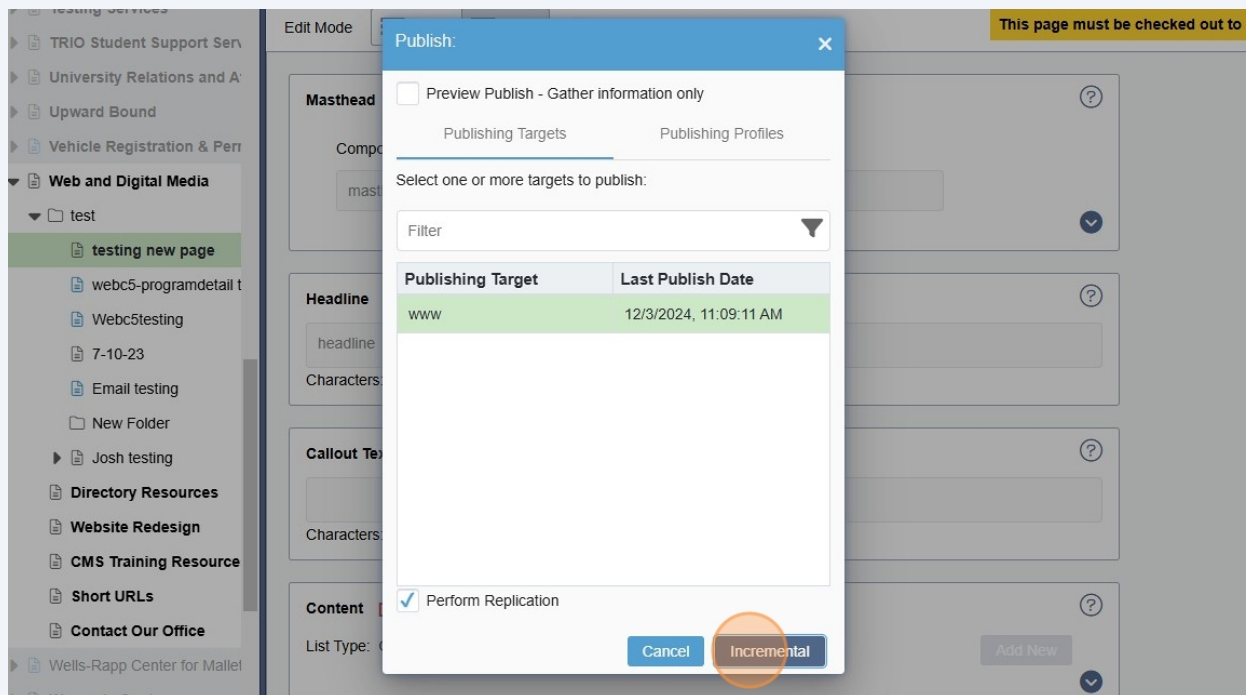 Testing Services
TRIO Student Support Serv
University Relations and A
Upward Bound
Vehicle Registration & Perr
Web and Digital Media
test
testing new page
webc5-programdetail t
Webc5testing
7-10-23
Email testing
New Folder
Josh testing
Directory Resources
Website Redesign
CMS Training Resource
Short URLs
Contact Our Office
Wells-Rapp Center for Mallet
Edit Mode
This page must be checked out to
Masthead
Compo
mast
Headline
headline
Characters:
Callout Te
Characters:
Content
List Type:
Add New
Publish:
Preview Publish - Gather information only
Publishing Targets Publishing Profiles
Select one or more targets to publish:
Filter
Publishing Target Last Publish Date
www 12/3/2024, 11:09:11 AM
Perform Replication
Cancel Incremental